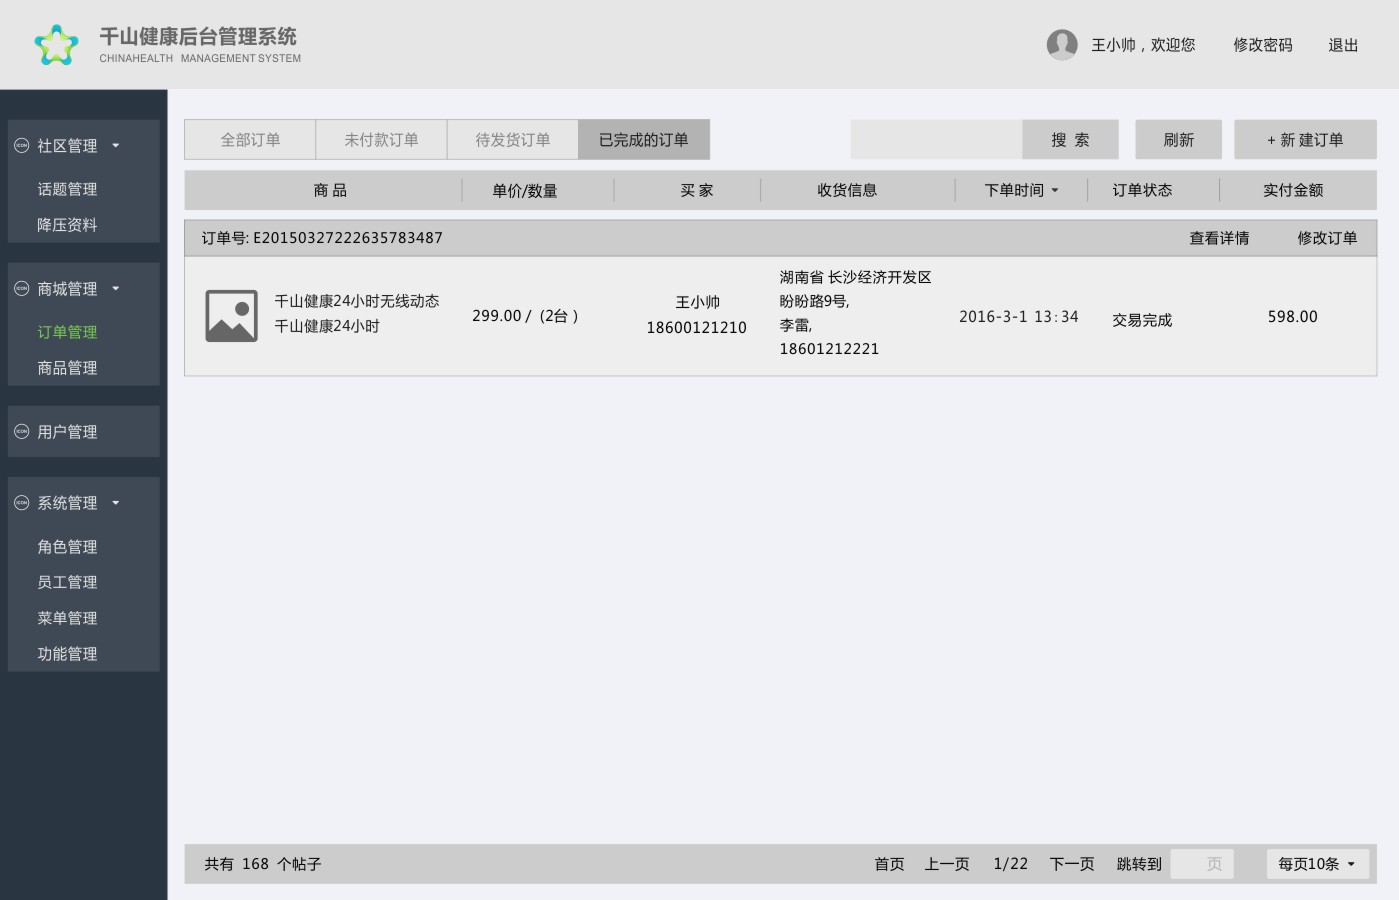 千山健康后台管理系统
CHINAHEALTH MANAGEMENT SYSTEM
王小帅，欢迎您 修改密码 退出
社区管理
话题管理
降压资料
商城管理
订单管理
商品管理
用户管理
系统管理
角色管理
员工管理
菜单管理
功能管理
全部订单 未付款订单 待发货订单 已完成的订单 搜 索 刷新 + 新 建订单
商 品 单价/数量 买 家 收货信息 下单时间 订单状态 实付金额
订单号: E20150327222635783487 查看详情 修改订单
千山健康24小时无线动态
千山健康24小时
299.00 /（2台 ）
王小帅
18600121210
湖南省 长沙经济开发区
盼盼路9号,
李雷,
18601212221
2016-3-1 13 : 34
交易完成
598.00
共有 168 个帖子 首页 上一页 1/22 下一页 跳转到 页 每页10条